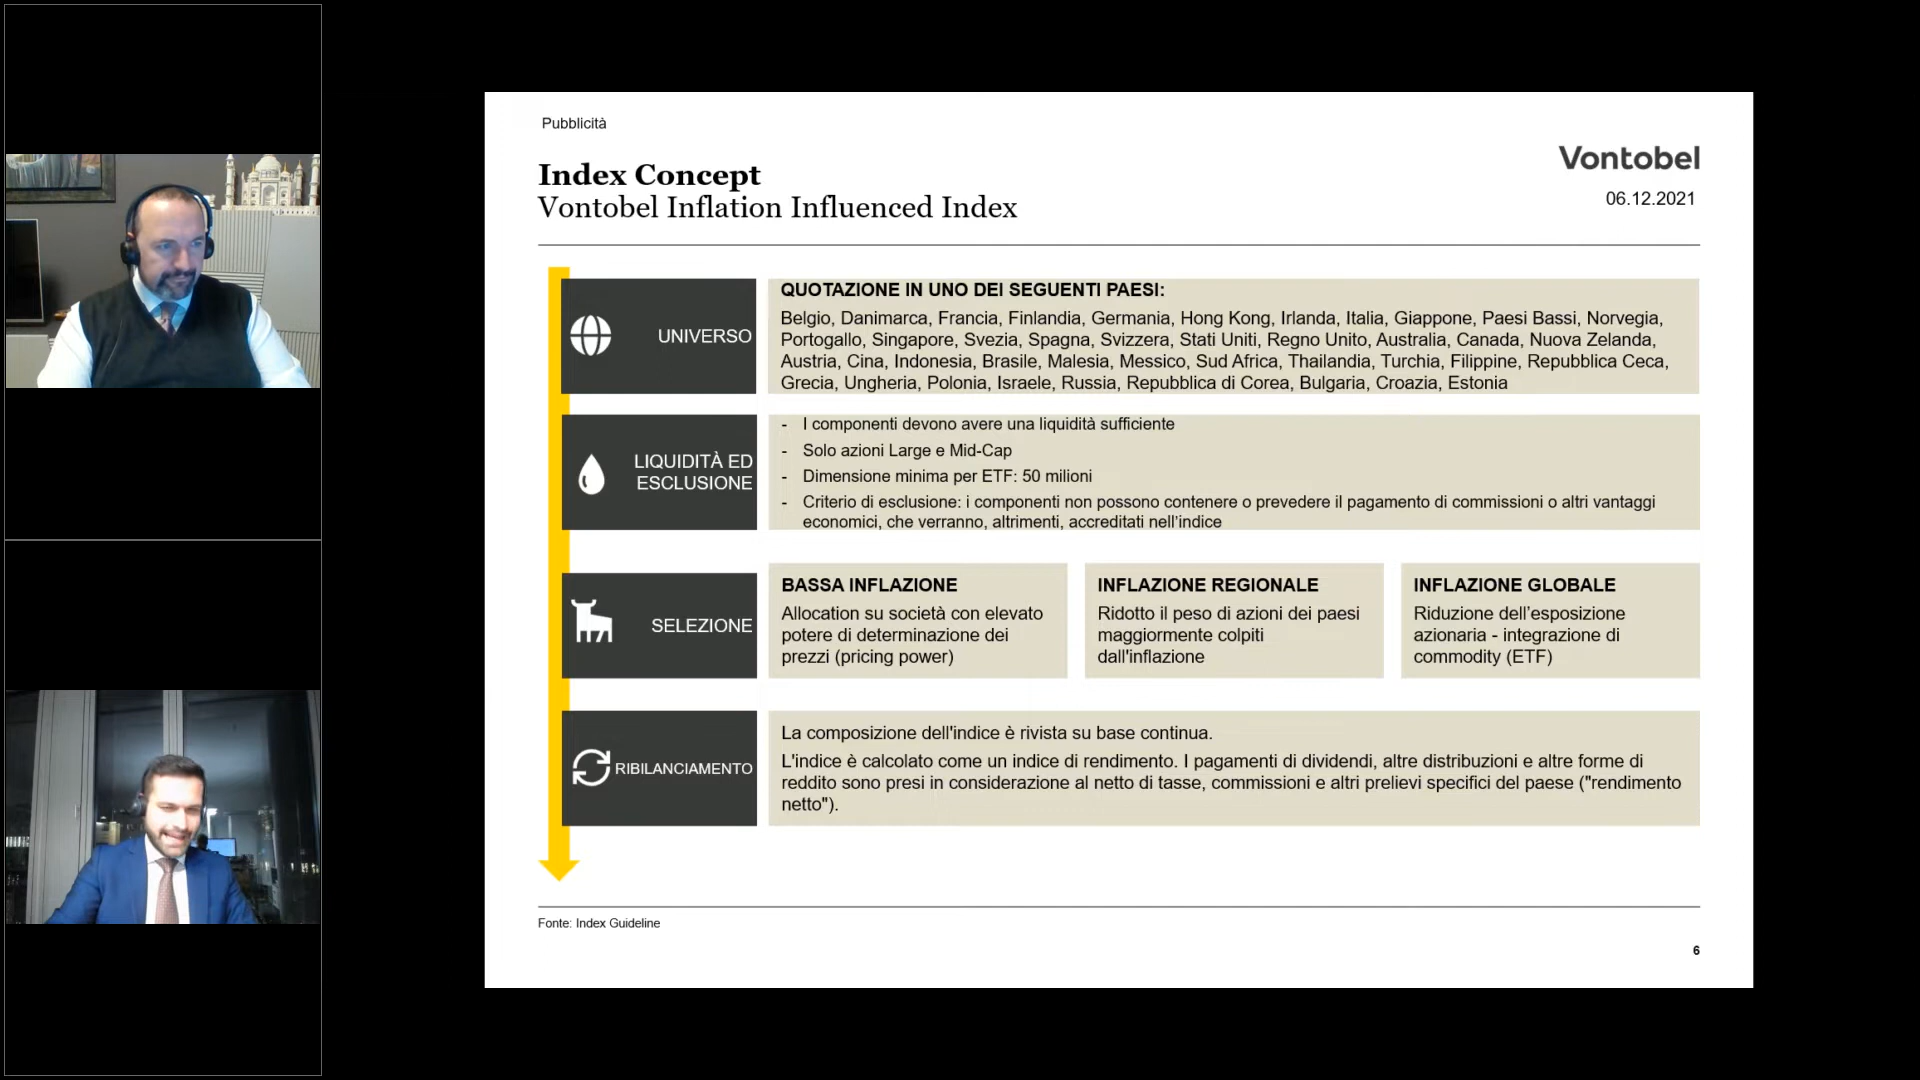 Pubblicità
Vontobel
Index Concept
Vontobel Inflation Influenced Index
06.12.2021
UNIVERSO
QUOTAZIONE IN UNO DEI SEGUENTI PAESI:
Belgio, Danimarca, Francia, Finlandia, Germania, Hong Kong, Irlanda, Italia, Giappone, Paesi Bassi, Norvegia,
Portogallo, Singapore, Svezia, Spagna, Svizzera, Stati Uniti, Regno Unito, Australia, Canada, Nuova Zelanda,
Austria, Cina, Indonesia, Brasile, Malesia, Messico, Sud Africa, Thailandia, Turchia, Filippine, Repubblica Ceca,
Grecia, Ungheria, Polonia, Israele, Russia, Repubblica di Corea, Bulgaria, Croazia, Estonia
LIQUIDITÀ ED
ESCLUSIONE
- I componenti devono avere una liquidità sufficiente
- Solo azioni Large e Mid-Cap
- Dimensione minima per ETF: 50 milioni
- Criterio di esclusione: i componenti non possono contenere o prevedere il pagamento di commissioni o altri vantaggi
economici, che verranno, altrimenti, accreditati nell'indice
SELEZIONE
BASSA INFLAZIONE
Allocation su società con elevato
potere di determinazione dei
prezzi (pricing power)
INFLAZIONE REGIONALE
Ridotto il peso di azioni dei paesi
maggiormente colpiti
dall'inflazione
INFLAZIONE GLOBALE
Riduzione dell'esposizione
azionaria - integrazione di
commodity (ETF)
RIBILANCIAMENTO
La composizione dell'indice è rivista su base continua.
L'indice è calcolato come un indice di rendimento. I pagamenti di dividendi, altre distribuzioni e altre forme di
reddito sono presi in considerazione al netto di tasse, commissioni e altri prelievi specifici del paese ("rendimento
netto").
Fonte: Index Guideline
6